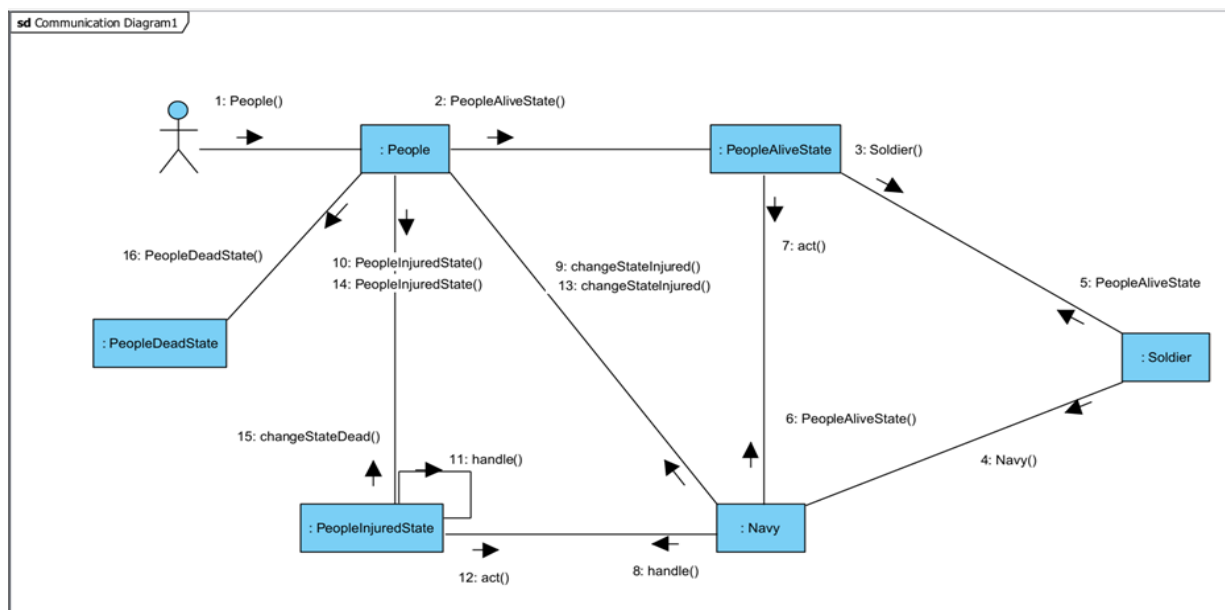 sd Communication Diagram1
1: People()
2: PeopleAliveState()
: People
: PeopleAliveState
3: Soldier()
7: act()
16: PeopleDeadState()
10: PeopleInjuredState()
14: PeopleInjuredState()
9: changeStateInjured()
13: changeStateInjured()
5: PeopleAliveState
: PeopleDeadState
: Soldier
6: PeopleAliveState()
15: changeStateDead()
11: handle()
4: Navy()
: PeopleInjuredState
: Navy
12: act()
8: handle()